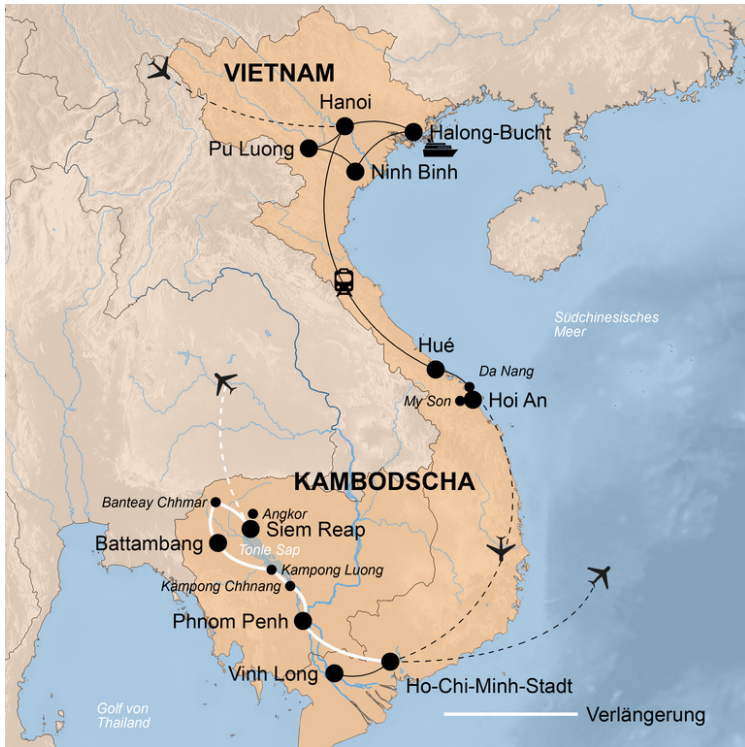 VIETNAM
Hanoi
Halong-Bucht
Pu Luong
Ninh Binh
Südchinesisches
Meer
Hué
Da Nang
My Son
Hoi An
KAMBODSCHA
Banteay Chhmar
Angkor
Siem Reap
Battambang
Tonle Sap
Kampong Luong
Kampong Chhnang
Phnom Penh
Vinh Long
Ho-Chi-Minh-Stadt
Golf von
Thailand
Verlängerung